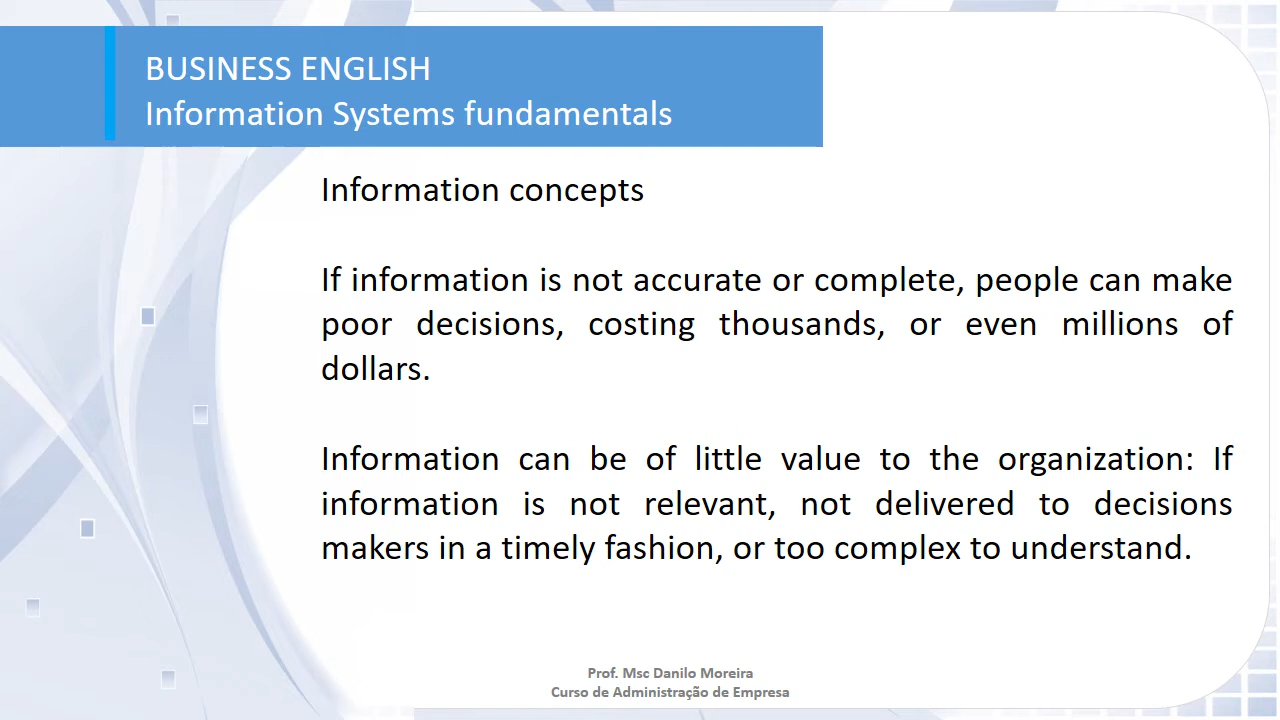 BUSINESS ENGLISH
Information Systems fundamentals
Information concepts
If information is not accurate or complete, people can make
poor decisions, costing thousands, or even millions of
dollars.
Information can be of little value to the organization: If
information is not relevant, not delivered to decisions
makers in a timely fashion, or too complex to understand.
Prof. Msc Danilo Moreira
Curso de Administração de Empresa